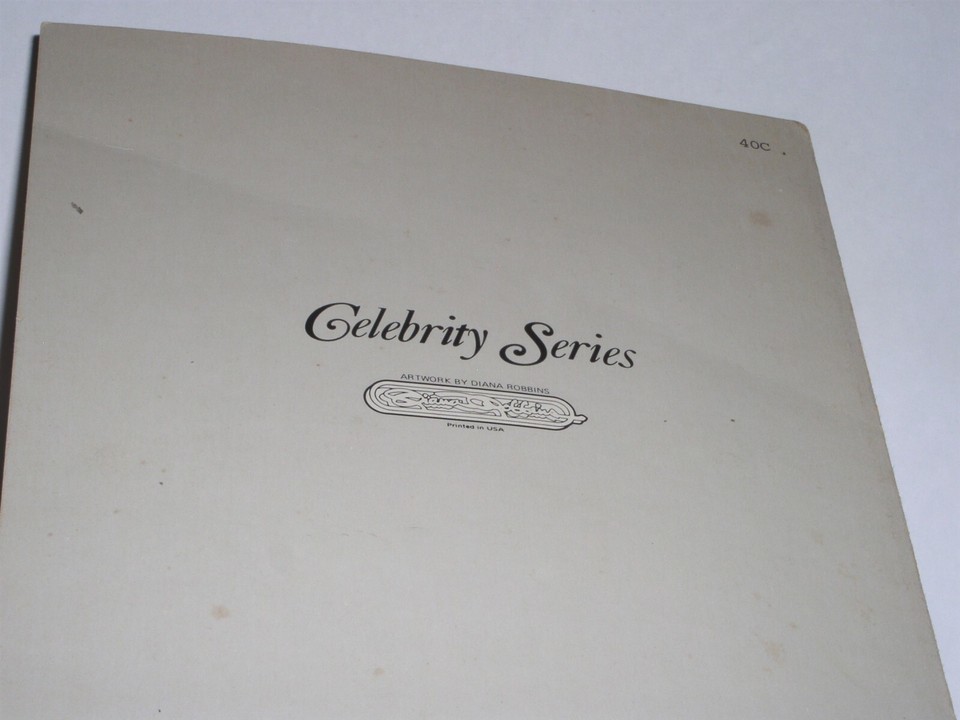 40C .
Celebrity Series
ARTWORK BY DIANA ROBBINS
Printed in USA